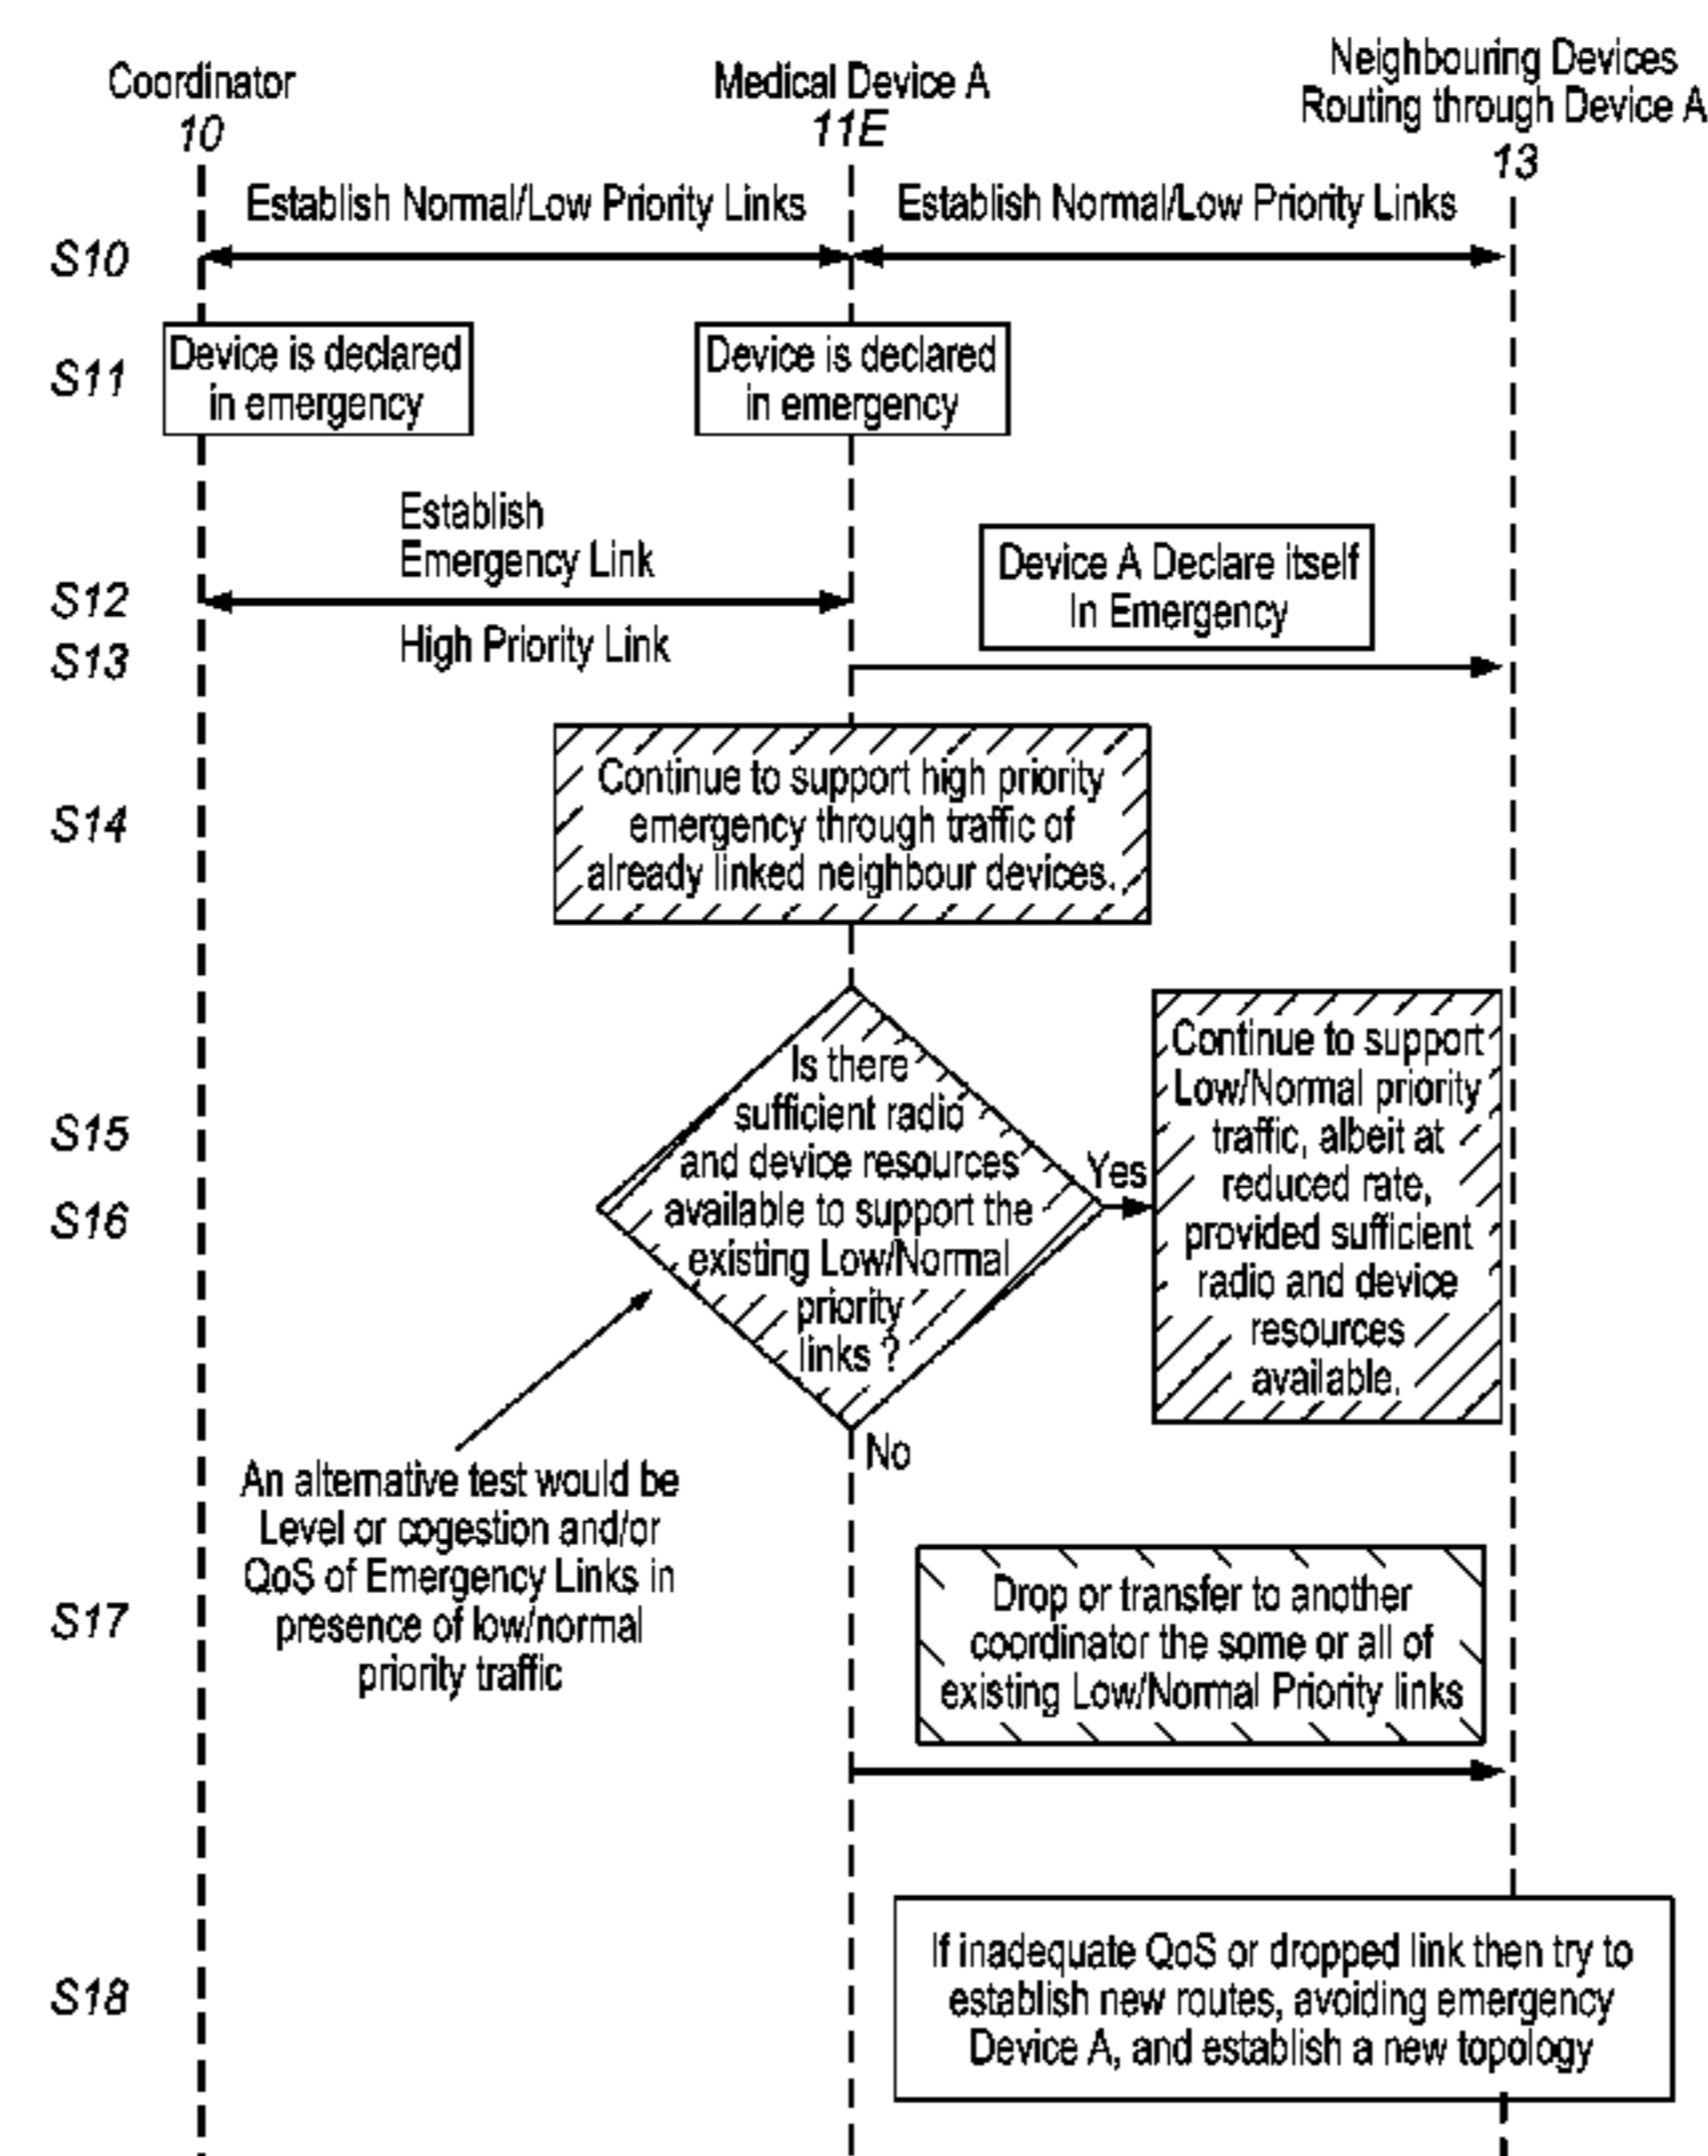 Coordinator
10
Medical Device A
11E
Neighbouring Devices
Routing through Device A
13
Establish Normal/Low Priority Links
Establish Normal/Low Priority Links
S10
S11
Device is declared
in emergency
Device is declared
in emergency
Establish
Emergency Link
S12
High Priority Link
S13
Device A Declare itself
In Emergency
S14
Continue to support high priority
emergency through traffic of
already linked neighbour devices.
S15
S16
Is there
sufficient radio
and device resources
available to support the
existing Low/Normal
priority
links ?
Yes
Continue to support
Low/Normal priority
traffic, albeit at
reduced rate,
provided sufficient
radio and device
resources
available.
No
An alternative test would be
Level or cogestion and/or
QoS of Emergency Links in
presence of low/normal
priority traffic
S17
Drop or transfer to another
coordinator the some or all of
existing Low/Normal Priority links
S18
If inadequate QoS or dropped link then try to
establish new routes, avoiding emergency
Device A, and establish a new topology